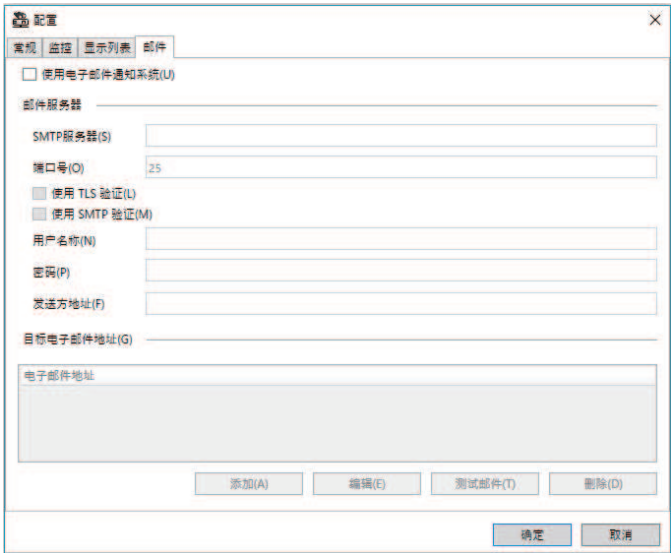 配置
常规 监控 显示列表 邮件
使用电子邮件通知系统(U)
邮件服务器
SMTP服务器(S)
端口号(O) 25
使用 TLS 验证(L)
使用 SMTP 验证(M)
用户名称(N)
密码(P)
发送方地址(F)
目标电子邮件地址(G)
电子邮件地址
添加(A) 编辑(E) 测试邮件(T) 删除(D)
确定 取消